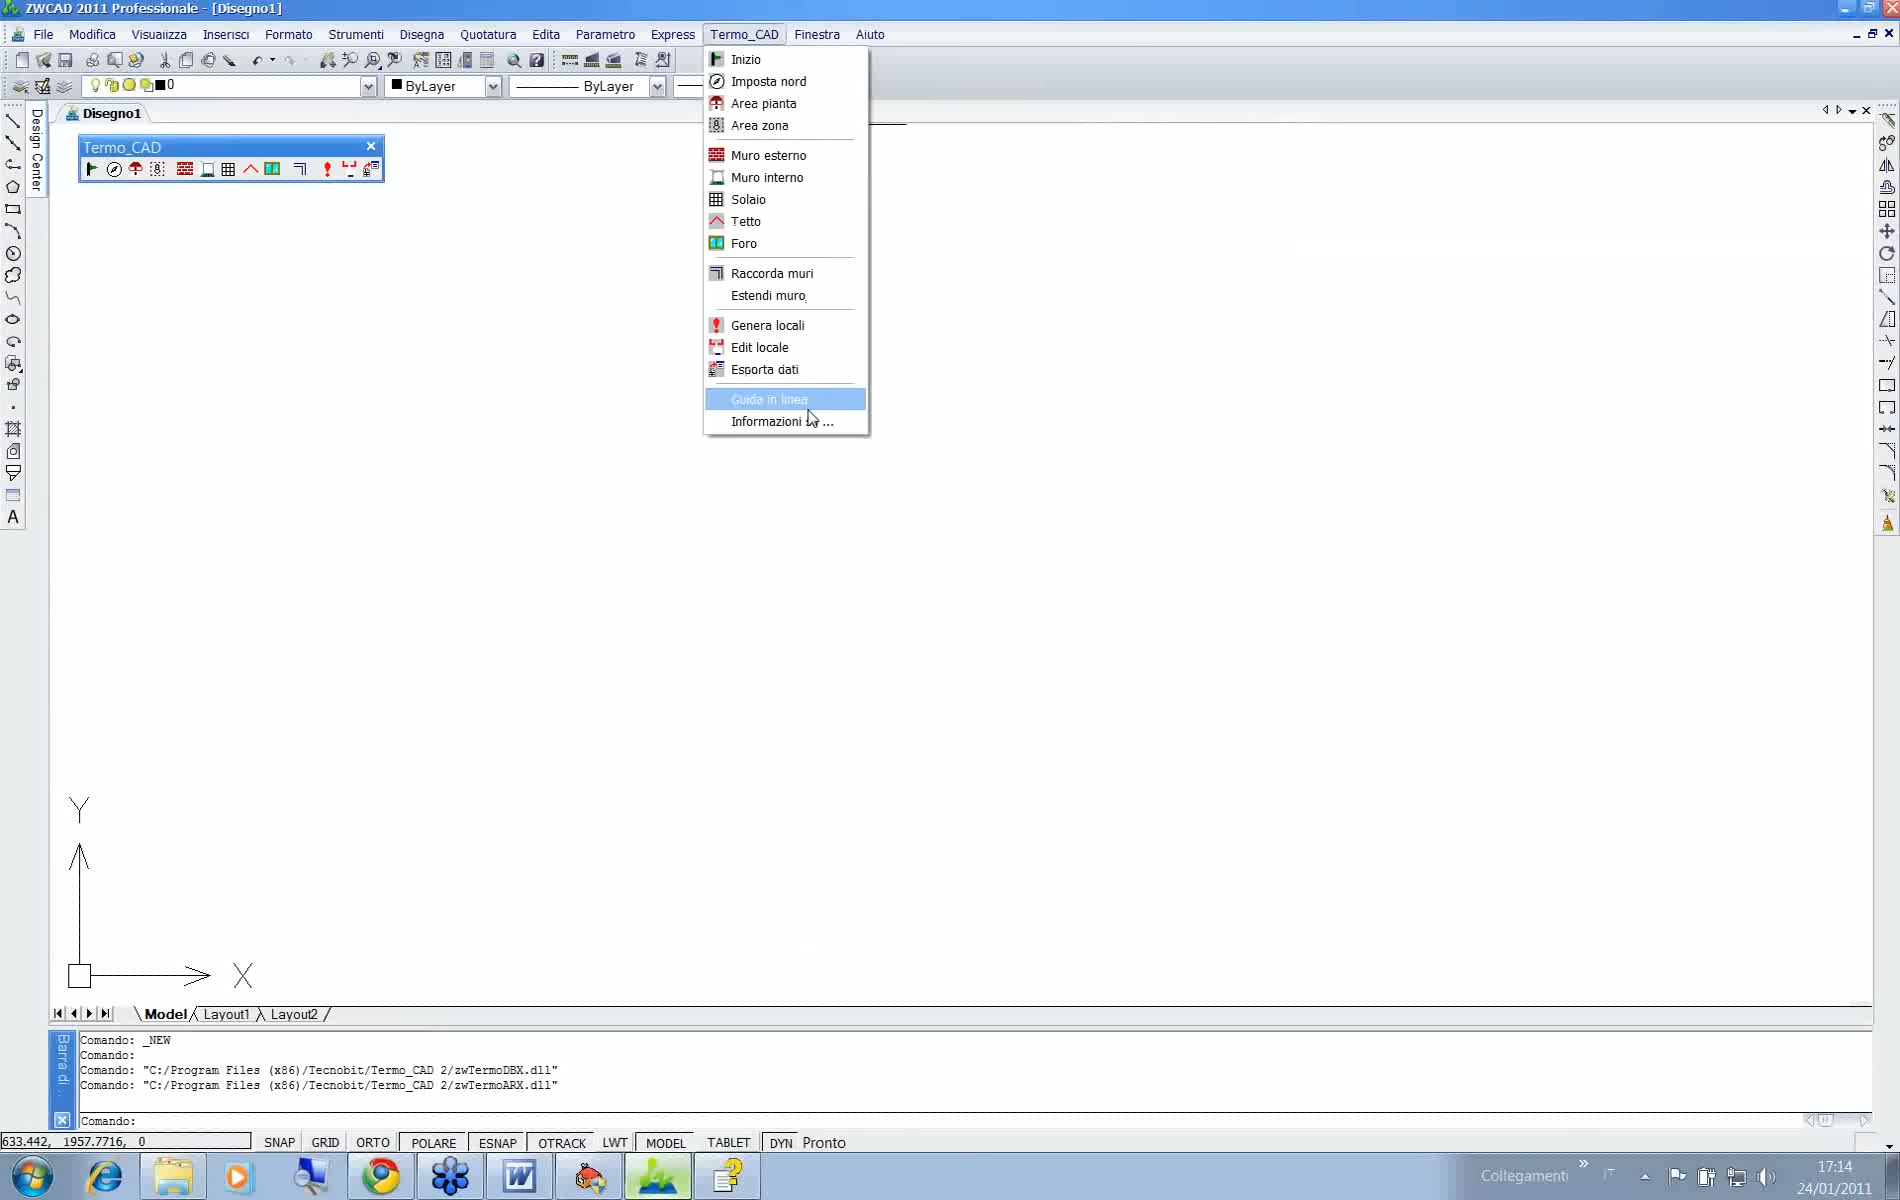 ZWCAD 2011 Professionale - [Disegno1]
File Modifica Visualizza Inserisci Formato Strumenti Disegna Quotatura Edita Parametro Express Termo_CAD Finestra Aiuto
0 ByLayer ByLayer
Disegno1
Design Center
Termo_CAD
Inizio
Imposta nord
Area pianta
Area zona
Muro esterno
Muro interno
Solaio
Tetto
Foro
Raccorda muri
Estendi muro
Genera locali
Edit locale
Esporta dati
Guida in linea
Informazioni ...
A
Y
X
Model Layout1 Layout2
Barra di
Comando: _NEW
Comando:
Comando: "C:/Program Files (x86)/Tecnobit/Termo_CAD 2/zwTermoDBX.dll"
Comando: "C:/Program Files (x86)/Tecnobit/Termo_CAD 2/zwTermoARX.dll"
Comando:
633.442, 1957.7716, 0 SNAP GRID ORTO POLARE ESNAP OTRACK LWT MODEL TABLET DYN Pronto
Collegamenti » IT
17:14
24/01/2011